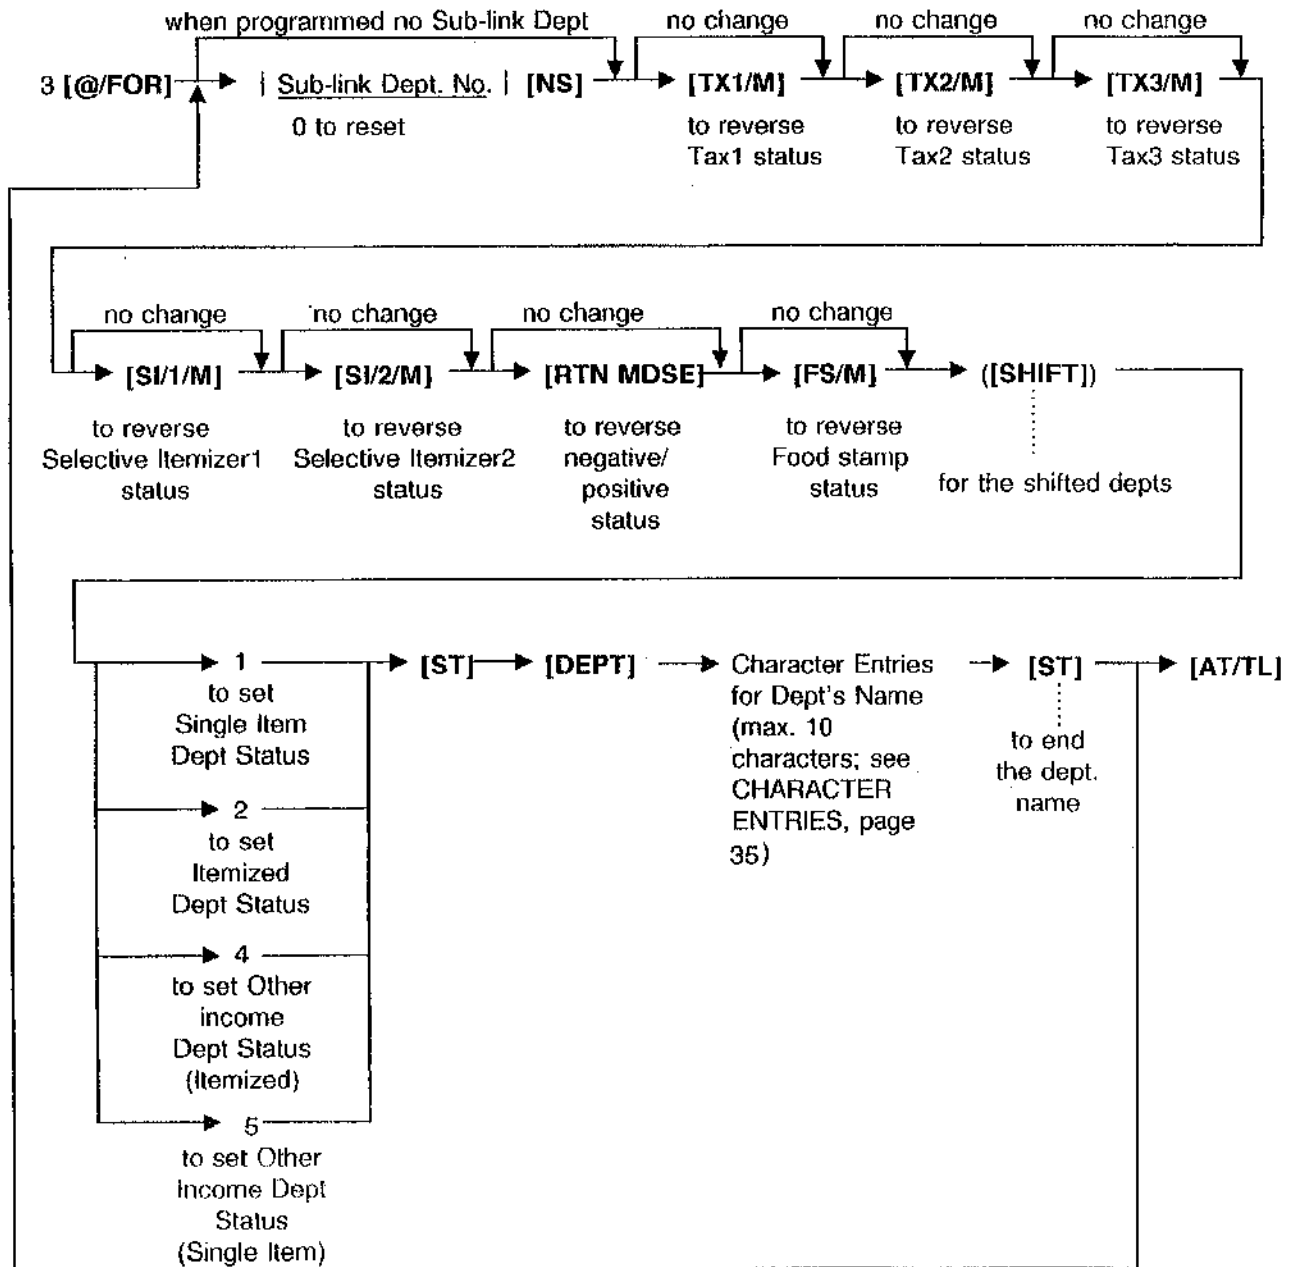 when programmed no Sub-link Dept no change no change no change
3 [@/FOR] | Sub-link Dept. No. | [NS] [TX1/M] [TX2/M] [TX3/M]
0 to reset to reverse to reverse to reverse
Tax1 status Tax2 status Tax3 status
no change no change no change no change
[SI/1/M] [SI/2/M] [RTN MDSE] [FS/M] ([SHIFT])
to reverse
Selective Itemizer1
status
to reverse
Selective Itemizer2
status
to reverse
negative/
positive
status
to reverse
Food stamp
status
for the shifted depts
1
to set
Single Item
Dept Status
2
to set
Itemized
Dept Status
4
to set Other
income
Dept Status
(Itemized)
5
to set Other
Income Dept
Status
(Single Item)
[ST] [DEPT]
Character Entries
for Dept's Name
(max. 10
characters; see
CHARACTER
ENTRIES, page
35)
[ST]
to end
the dept.
name
[AT/TL]